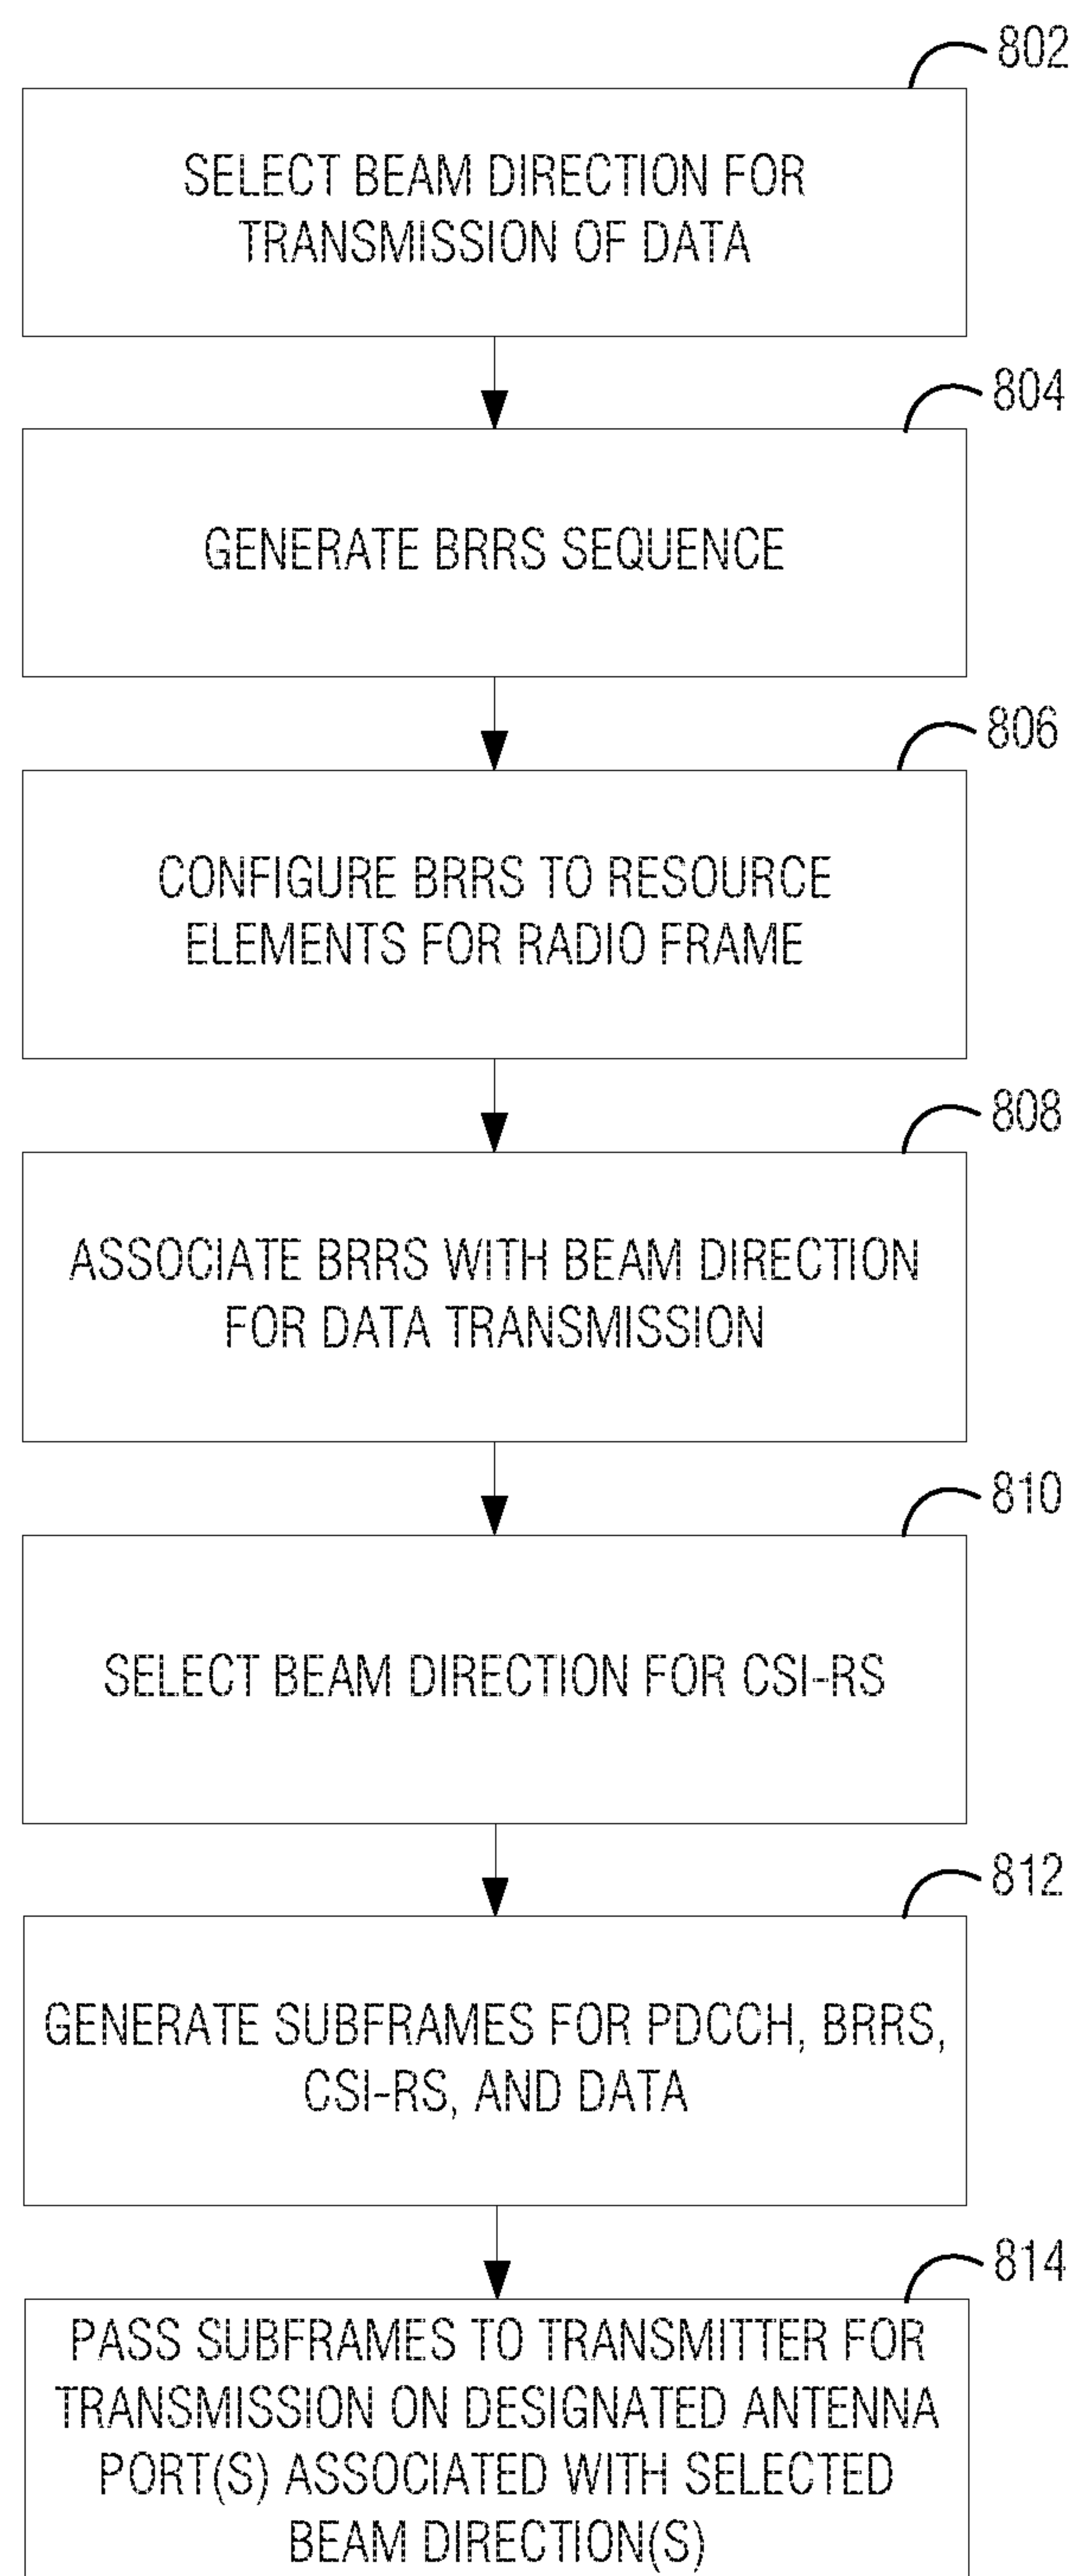 802
SELECT BEAM DIRECTION FOR
TRANSMISSION OF DATA
804
GENERATE BRRS SEQUENCE
806
CONFIGURE BRRS TO RESOURCE
ELEMENTS FOR RADIO FRAME
808
ASSOCIATE BRRS WITH BEAM DIRECTION
FOR DATA TRANSMISSION
810
SELECT BEAM DIRECTION FOR CSI-RS
812
GENERATE SUBFRAMES FOR PDCCH, BRRS,
CSI-RS, AND DATA
814
PASS SUBFRAMES TO TRANSMITTER FOR
TRANSMISSION ON DESIGNATED ANTENNA
PORT(S) ASSOCIATED WITH SELECTED
BEAM DIRECTION(S)